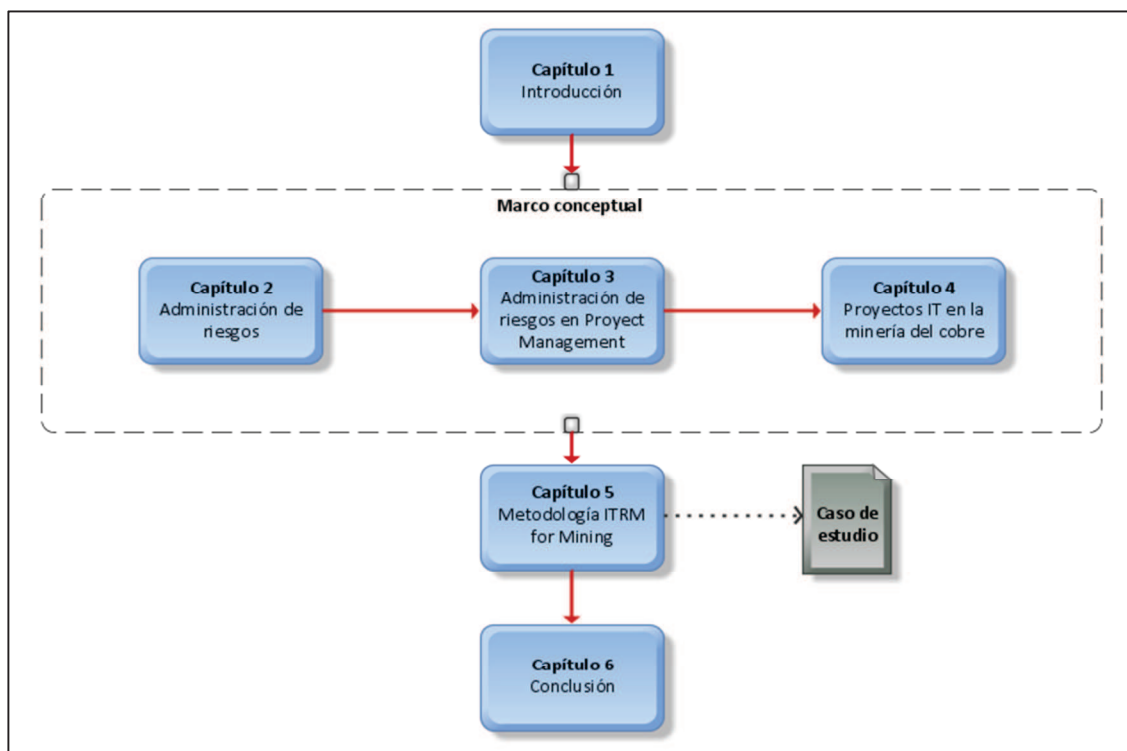 Capítulo 1
Introducción
Marco conceptual
Capítulo 2
Administración de
riesgos
Capítulo 3
Administración de
riesgos en Proyect
Management
Capítulo 4
Proyectos IT en la
minería del cobre
Capítulo 5
Metodología ITRM
for Mining
Caso de
estudio
Capítulo 6
Conclusión